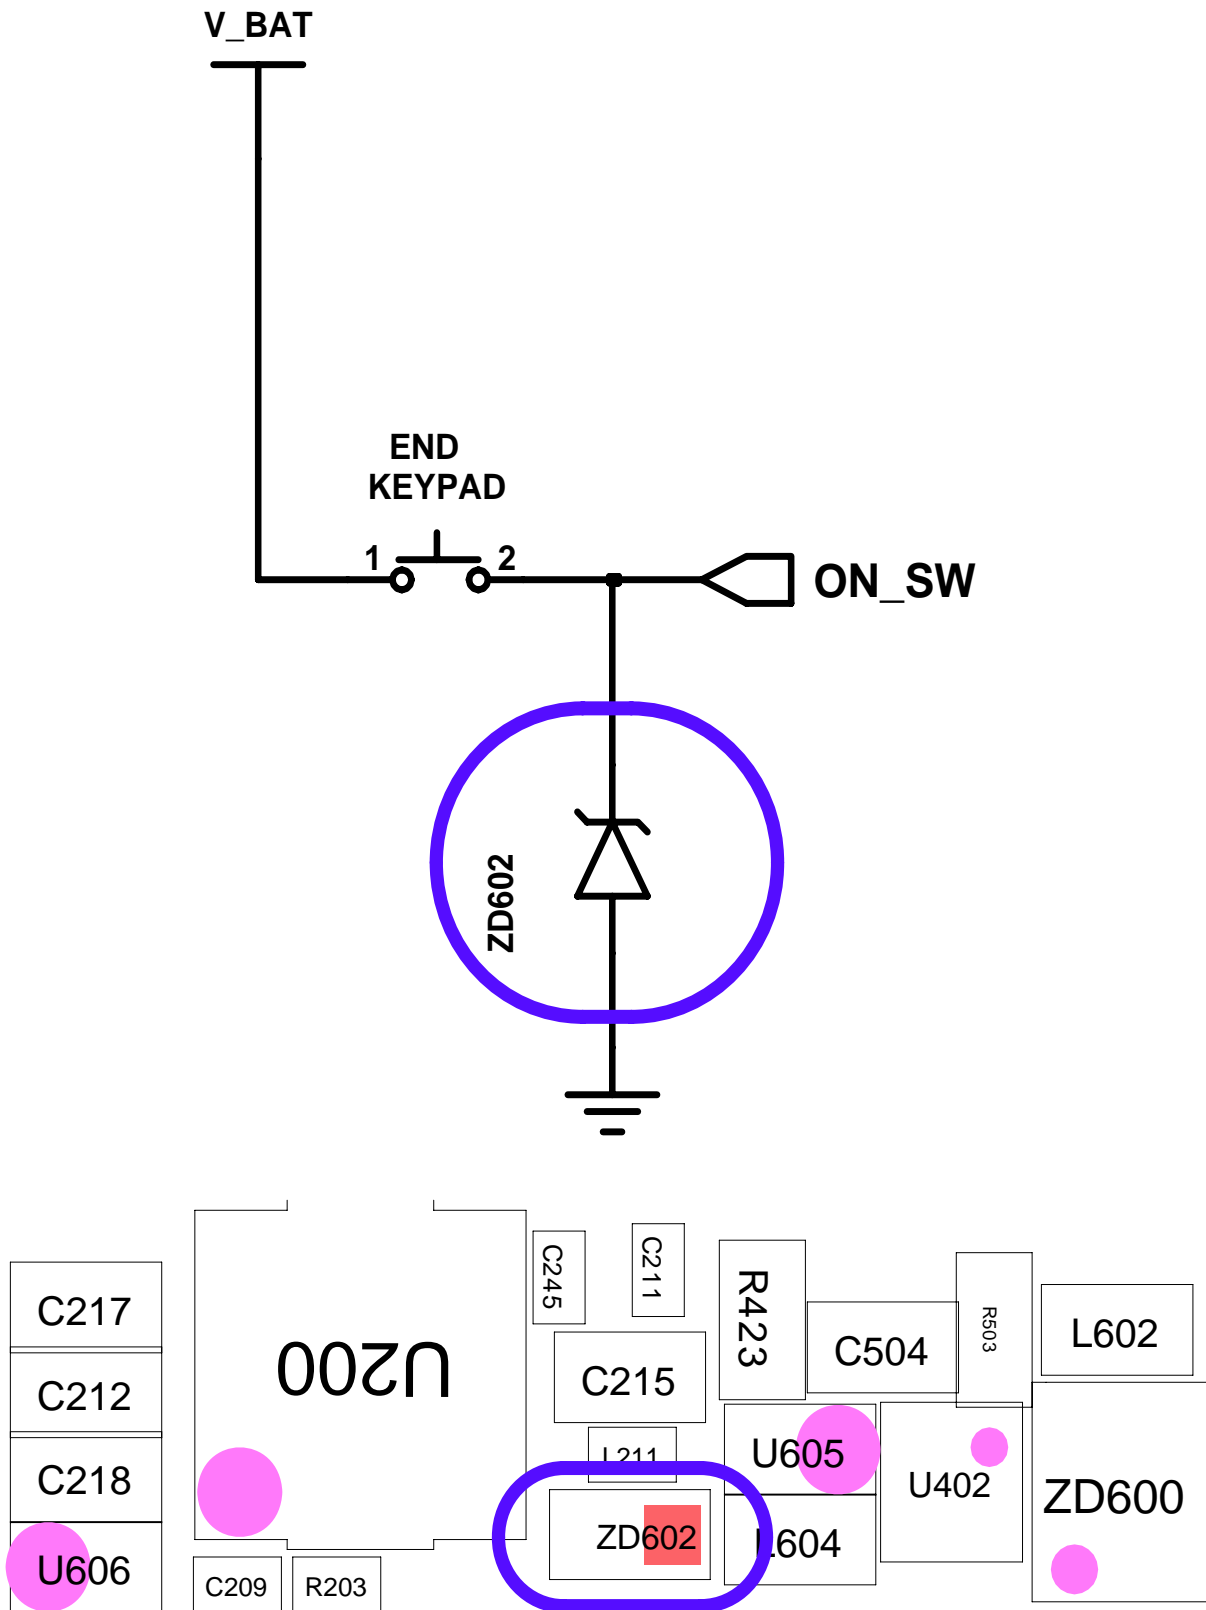 V_BAT
END
KEYPAD
1
2
ON_SW
ZD602
C245
C211
R423
R503
C217
U200
C215
C504
L602
C212
L211
U605
C218
U402
ZD600
ZD602
L604
U606
C209
R203